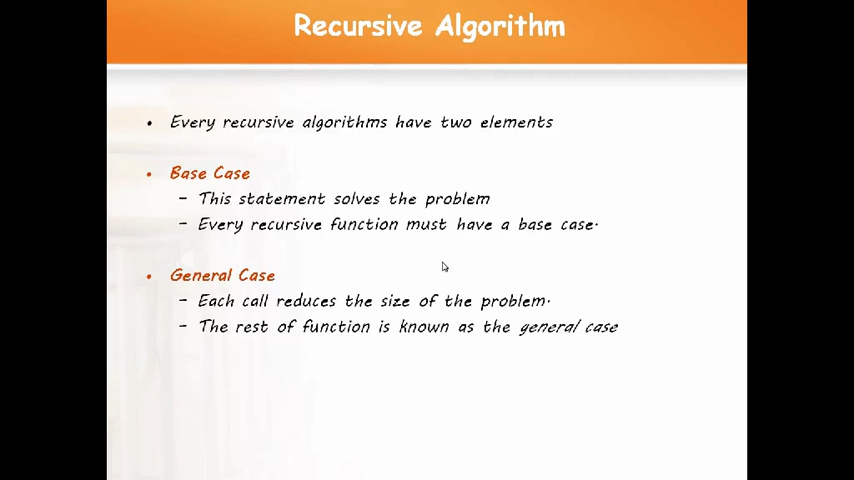 Recursive Algorithm
• Every recursive algorithms have two elements
• Base Case
– This statement solves the problem
– Every recursive function must have a base case.
• General Case
– Each call reduces the size of the problem.
– The rest of function is known as the general case